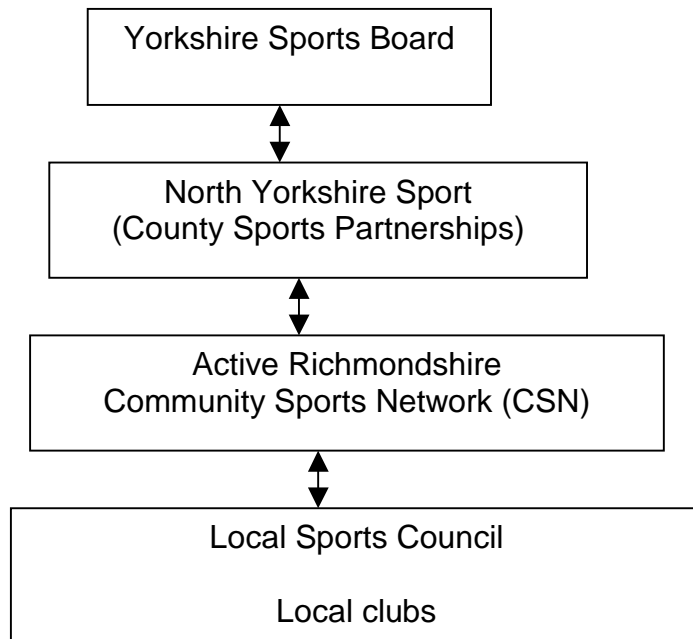 Yorkshire Sports Board
North Yorkshire Sport
(County Sports Partnerships)
Active Richmondshire
Community Sports Network (CSN)
Local Sports Council
Local clubs